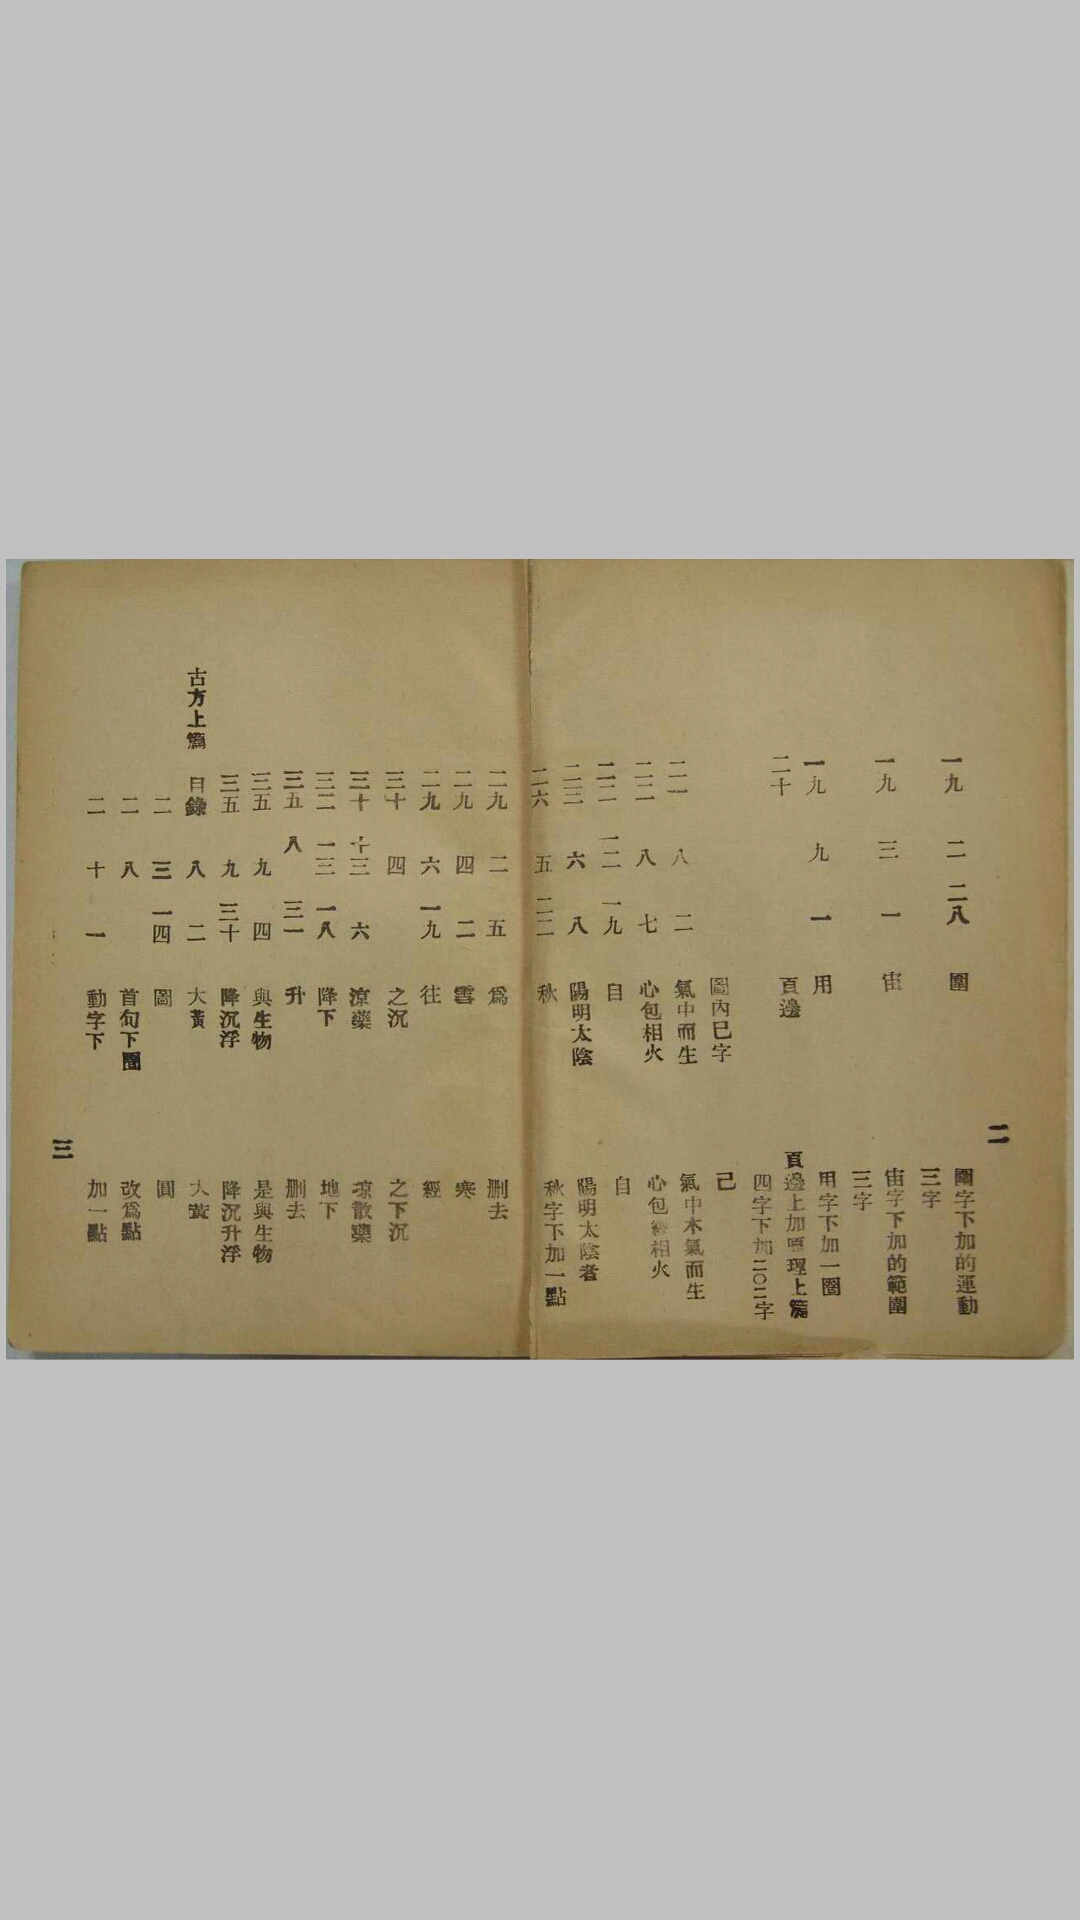 二
一九 二 二八 圍 圍字下加的運動
三字
一九 三 一 宙 宙字下加的範圍
三字
一九 九 一 用 用字下加一圈
二十 頁邊 頁邊上加原理上篇
四字下加二〇二字
圖內巳字 己
二一 八 二 氣中而生 氣中木氣而生
二二 八 七 心包相火 心包經相火
二二 一二 一九 自 自
二三 六 八 陽明太陰 陽明太陰者
二六 五 二二 秋 秋字下加一點
二九 二 五 為 刪去
二九 四 二 雲 寒
二九 六 一九 往 經
三十 四 之沉 之下沉
三十 十三 六 涼藥 涼散藥
三二 一三 一八 降下 地下
三五 八 三一 升 刪去
三五 九 四 與生物 是與生物
三五 九 三十 降沉浮 降沉升浮
古方上篇 目錄 八 二 大黃 大黃
二 三 一四 圖 圓
二 八 首句下圈 改為點
二 十 一 動字下 加一點
三